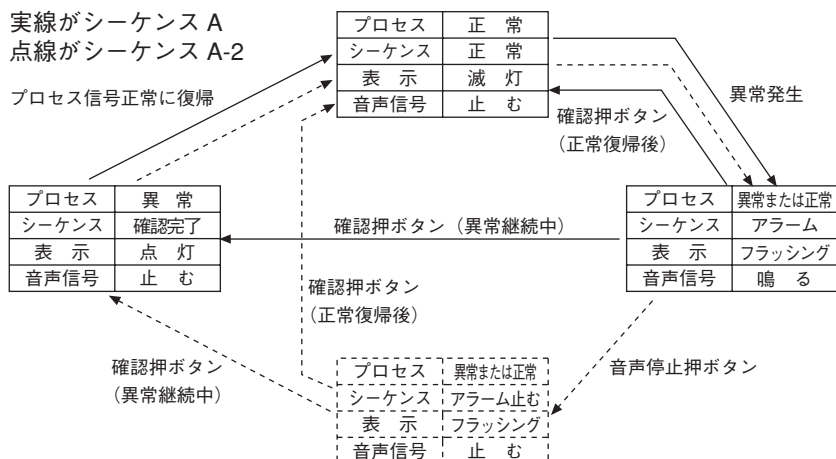 実線がシーケンス A
点線がシーケンス A-2
プロセス 正 常
シーケンス 正 常
表 示 滅 灯
音声信号 止 む
プロセス信号正常に復帰
異常発生
確認押ボタン
(正常復帰後)
プロセス 異 常
シーケンス 確認完了
表 示 点 灯
音声信号 止 む
確認押ボタン(異常継続中)
プロセス 異常または正常
シーケンス アラーム
表 示 フラッシング
音声信号 鳴 る
確認押ボタン
(正常復帰後)
確認押ボタン
(異常継続中)
プロセス 異常または正常
シーケンス アラーム止む
表 示 フラッシング
音声信号 止 む
音声停止押ボタン